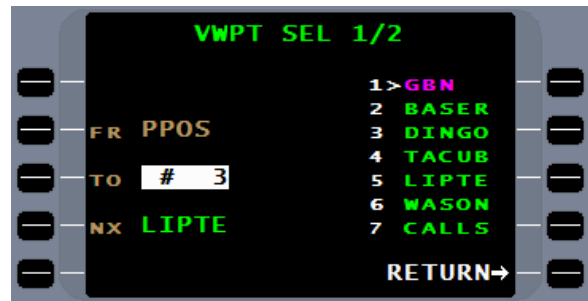 VWPT SEL 1/2
1>GBN
2 BASER
FR PPOS
3 DINGO
4 TACUB
TO # 3
5 LIPTE
6 WASON
NX LIPTE
7 CALLS
RETURN→